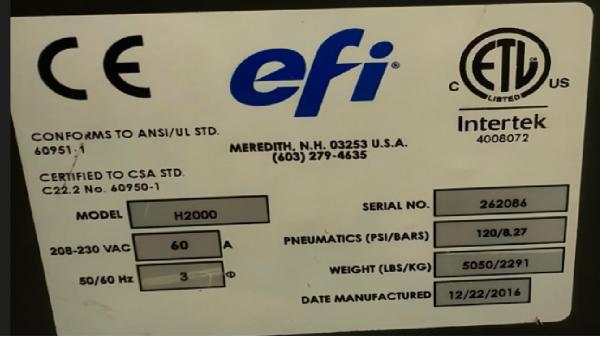 CE
efi
ETL
LISTED
C US
Intertek
4008072
CONFORMS TO ANSI/UL STD.
60951-1
MEREDITH, N.H. 03253 U.S.A.
(603) 279-4635
CERTIFIED TO CSA STD.
C22.2 No. 60950-1
MODEL H2000
208-230 VAC 60 A
50/60 Hz 3 Φ
SERIAL NO. 262086
PNEUMATICS (PSI/BARS) 120/8.27
WEIGHT (LBS/KG) 5050/2291
DATE MANUFACTURED 12/22/2016